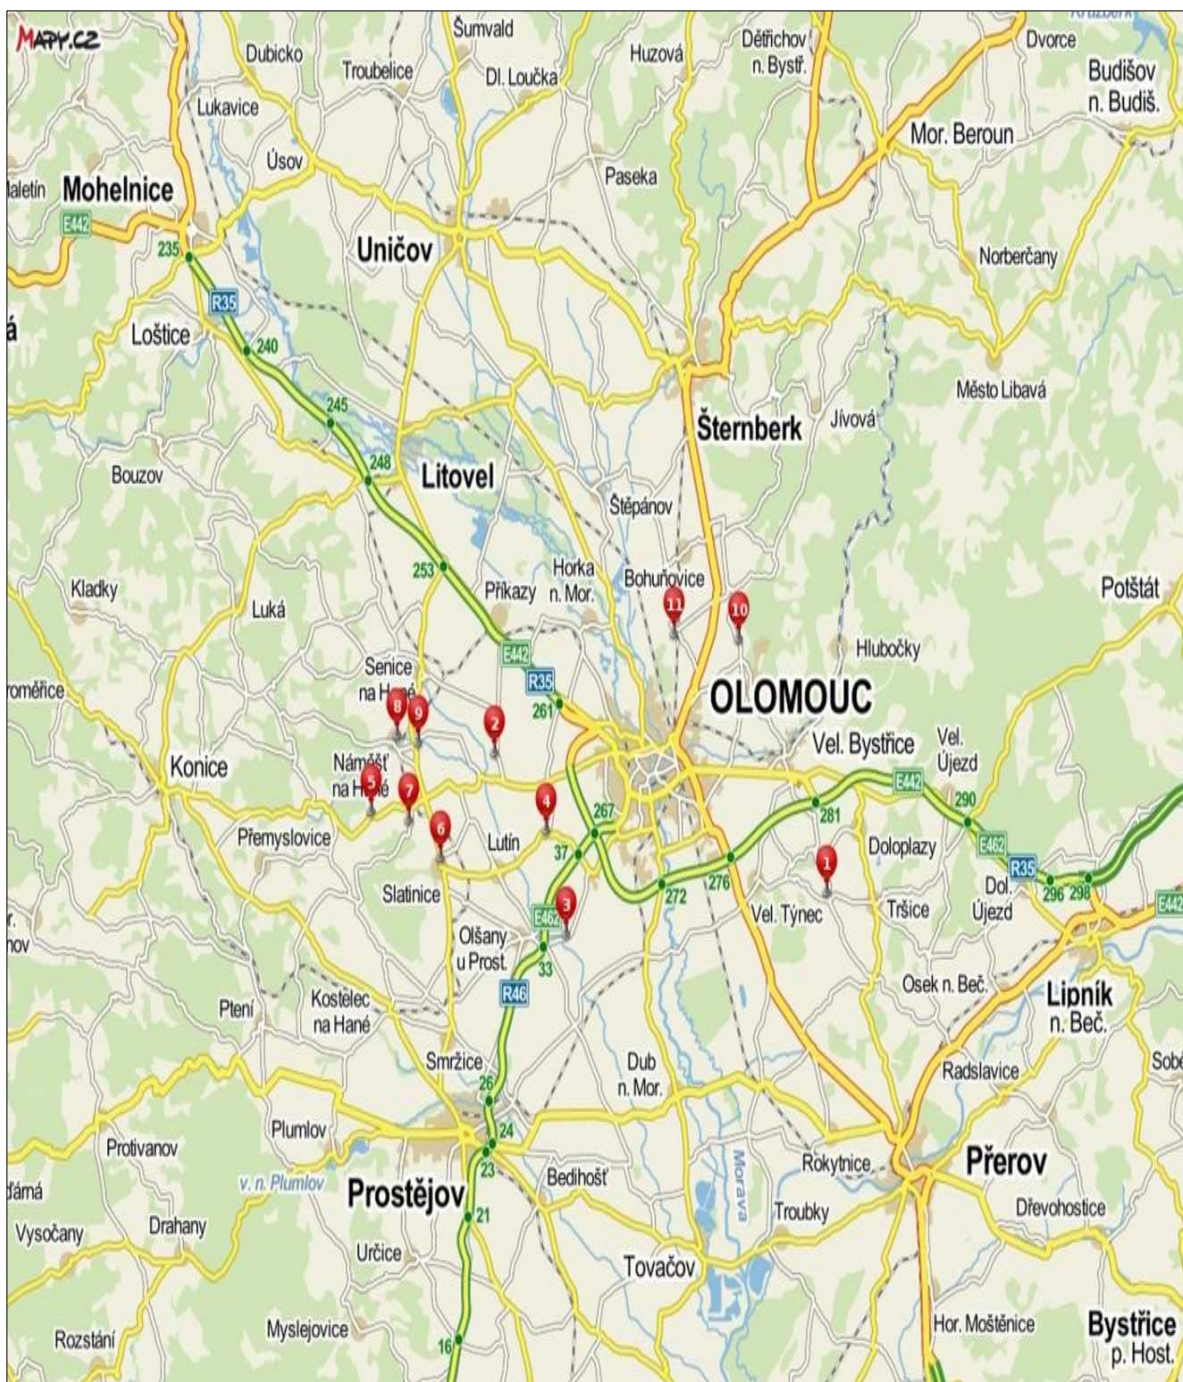 MAPY.CZ
Šumvald
Kružberk
Dubicko
Huzová
Dětřichov
n. Bystř.
Dvorce
Troubelice
Dl. Loučka
Budišov
n. Budiš.
Lukavice
Mor. Beroun
Úsov
Paseka
Mohelnice
E442
Uničov
235
Norberčany
R35
Loštice
240
Město Libavá
245
Jívová
Šternberk
248
Litovel
Bouzov
Štěpánov
253
Horka
n. Mor.
Bohuňovice
Příkazy
Kladky
Luká
Potštát
11
10
E442
Hlubočky
Senice
na Hané
R35
261
OLOMOUC
8
9
2
Vel. Bystřice
Vel.
Újezd
Konice
Náměšť
na Hané
5
7
4
E442
290
281
267
6
Přemyslovice
Lutín
37
Doloplazy
E462
R35
1
276
296
298
272
Slatinice
3
E462
Vel. Týnec
Tršice
Dol.
Újezd
E442
Olšany
u Prost.
33
R46
Osek n. Beč.
Lipník
n. Beč.
Ptení
Kostelec
na Hané
Smržice
Dub
n. Mor.
Radslavice
26
24
23
Protivanov
Plumlov
v. n. Plumlov
Prostějov
Bedihošť
Morava
Rokytnice
Přerov
Troubky
Dřevohostice
21
Vysočany
Drahany
Určice
Tovačov
Rozstání
Myslejovice
16
Hor. Moštěnice
Bystřice
p. Host.